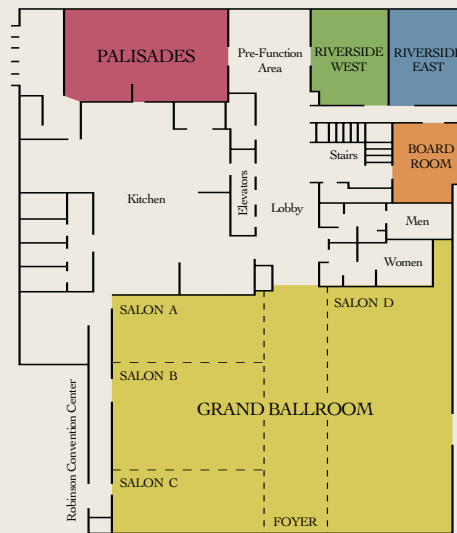 PALISADES
Pre-Function
Area
RIVERSIDE
WEST
RIVERSIDE
EAST
Stairs
BOARD
ROOM
Kitchen
Elevators
Lobby
Men
Women
SALON A
SALON D
SALON B
GRAND BALLROOM
SALON C
FOYER
Robinson Convention Center